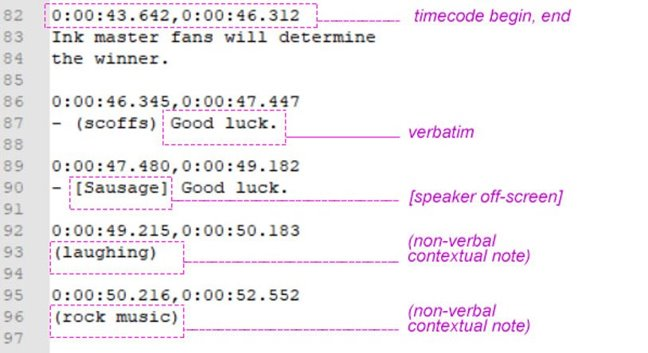 82 0:00:43.642,0:00:46.312 timecode begin, end
83 Ink master fans will determine
84 the winner.
85
86 0:00:46.345,0:00:47.447
87 - (scoffs) Good luck. verbatim
88
89 0:00:47.480,0:00:49.182
90 - [Sausage] Good luck. [speaker off-screen]
91
92 0:00:49.215,0:00:50.183 (non-verbal
93 (laughing) contextual note)
94
95 0:00:50.216,0:00:52.552 (non-verbal
96 (rock music) contextual note)
97